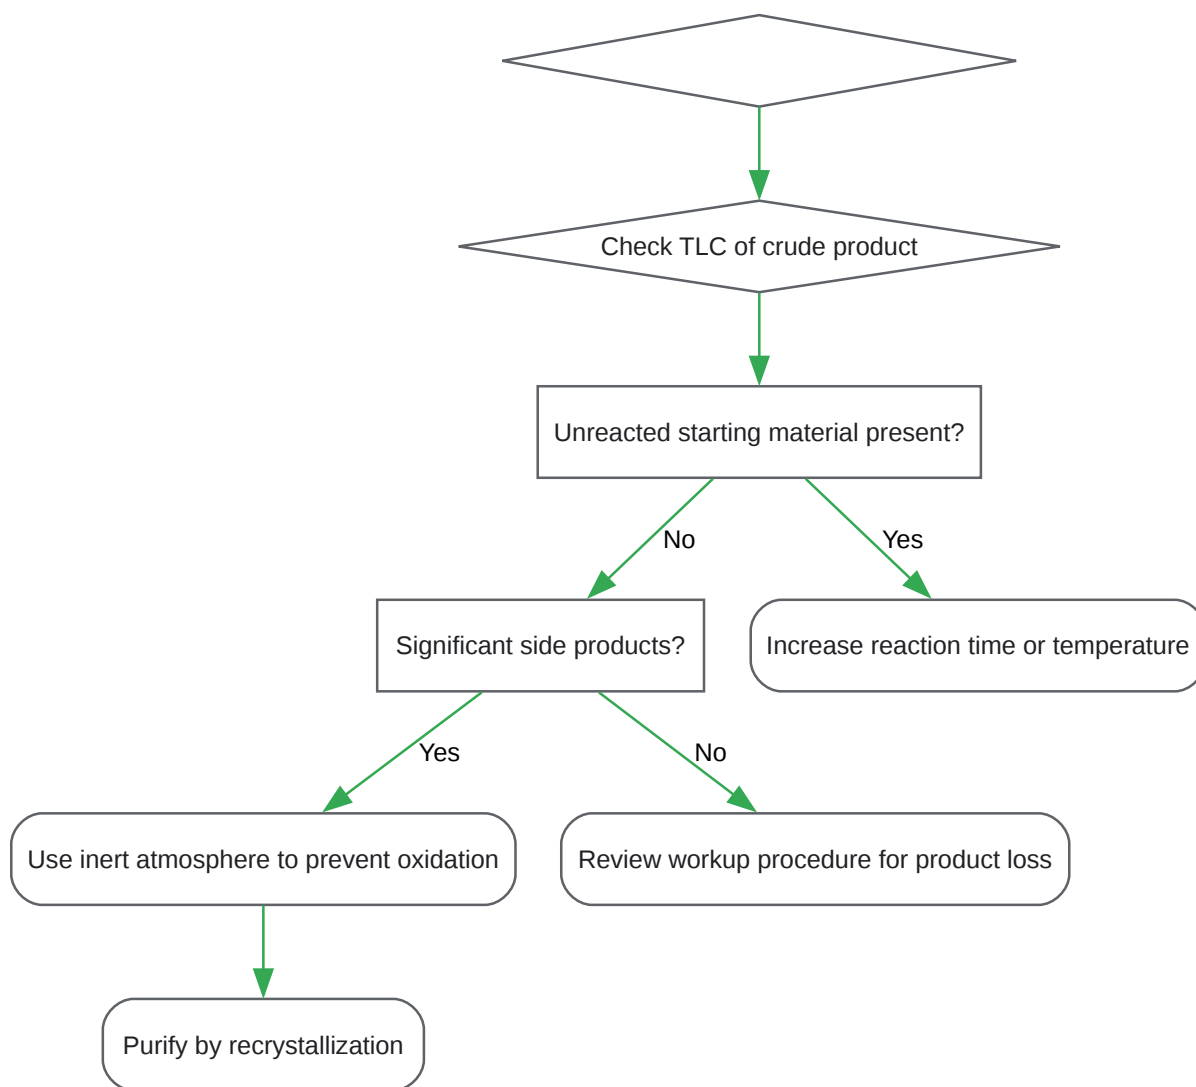 Check TLC of crude product
Unreacted starting material present?
No
Yes
Significant side products?
Increase reaction time or temperature
Yes
No
Use inert atmosphere to prevent oxidation
Review workup procedure for product loss
Purify by recrystallization